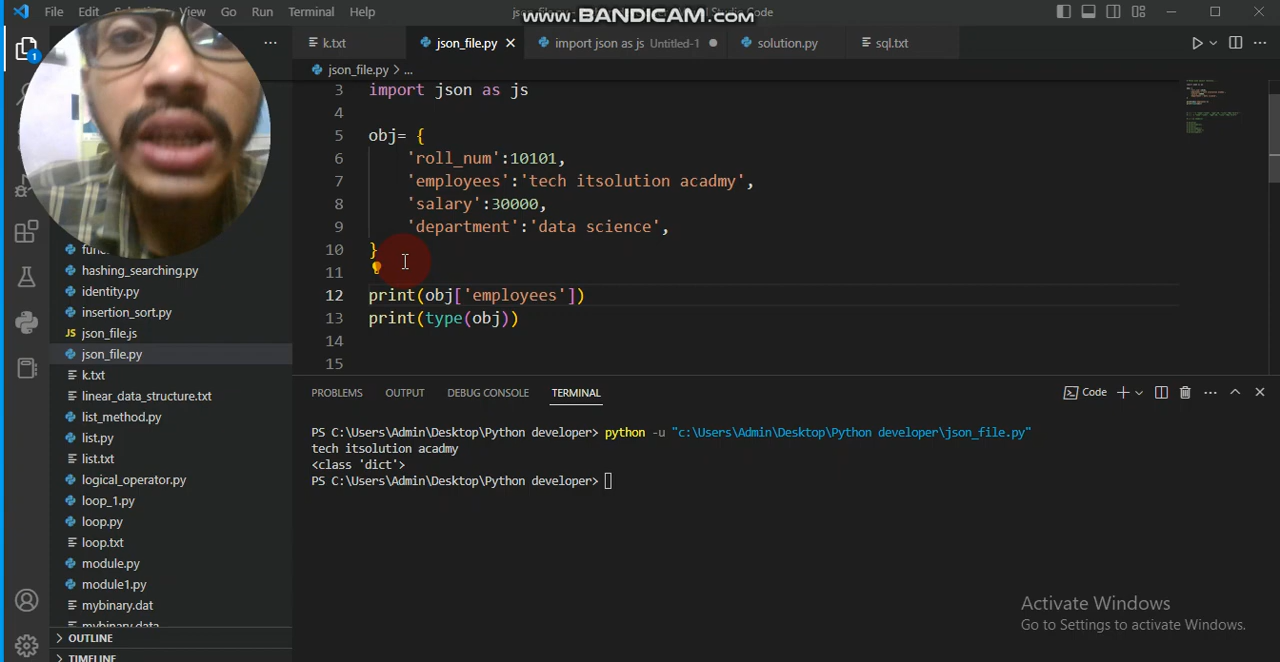 File Edit View Go Run Terminal Help
www.BANDICAM.com
Code
k.txt
json_file.py
import json as js Untitled-1
solution.py
sql.txt
json_file.py > ...
3 import json as js
4
5 obj= {
6 'roll_num':10101,
7 'employees':'tech itsolution acadmy',
8 'salary':30000,
9 'department':'data science',
10 }
11
12 print(obj['employees'])
13 print(type(obj))
14
15
1
hashing_searching.py
identity.py
insertion_sort.py
JS json_file.js
json_file.py
k.txt
linear_data_structure.txt
list_method.py
list.py
list.txt
logical_operator.py
loop_1.py
loop.py
loop.txt
module.py
module1.py
mybinary.dat
mybinary.data
OUTLINE
TIMELINE
PROBLEMS OUTPUT DEBUG CONSOLE TERMINAL
Code
PS C:\Users\Admin\Desktop\Python developer> python -u "c:\Users\Admin\Desktop\Python developer\json_file.py"
tech itsolution acadmy
<class 'dict'>
PS C:\Users\Admin\Desktop\Python developer>
Activate Windows
Go to Settings to activate Windows.